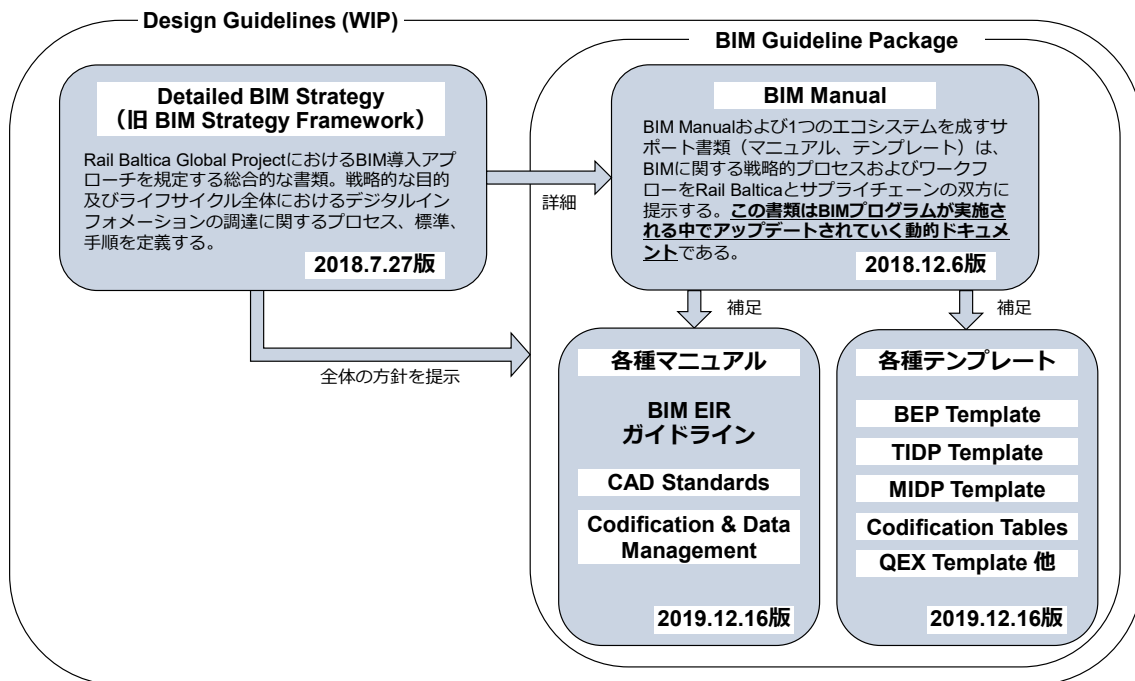 Design Guidelines (WIP)
BIM Guideline Package
Detailed BIM Strategy
（旧 BIM Strategy Framework）
Rail Baltica Global ProjectにおけるBIM導入アプ
ローチを規定する総合的な書類。戦略的な目的
及びライフサイクル全体におけるデジタルイン
フォメーションの調達に関するプロセス、標準、
手順を定義する。
2018.7.27版
詳細
BIM Manual
BIM Manualおよび1つのエコシステムを成すサ
ポート書類（マニュアル、テンプレート）は、
BIMに関する戦略的プロセスおよびワークフ
ローをRail Balticaとサプライチェーンの双方に
提示する。この書類はBIMプログラムが実施さ
れる中でアップデートされていく動的ドキュメ
ントである。
2018.12.6版
全体の方針を提示
補足
補足
各種マニュアル
BIM EIR
ガイドライン
CAD Standards
Codification & Data
Management
2019.12.16版
各種テンプレート
BEP Template
TIDP Template
MIDP Template
Codification Tables
QEX Template 他
2019.12.16版